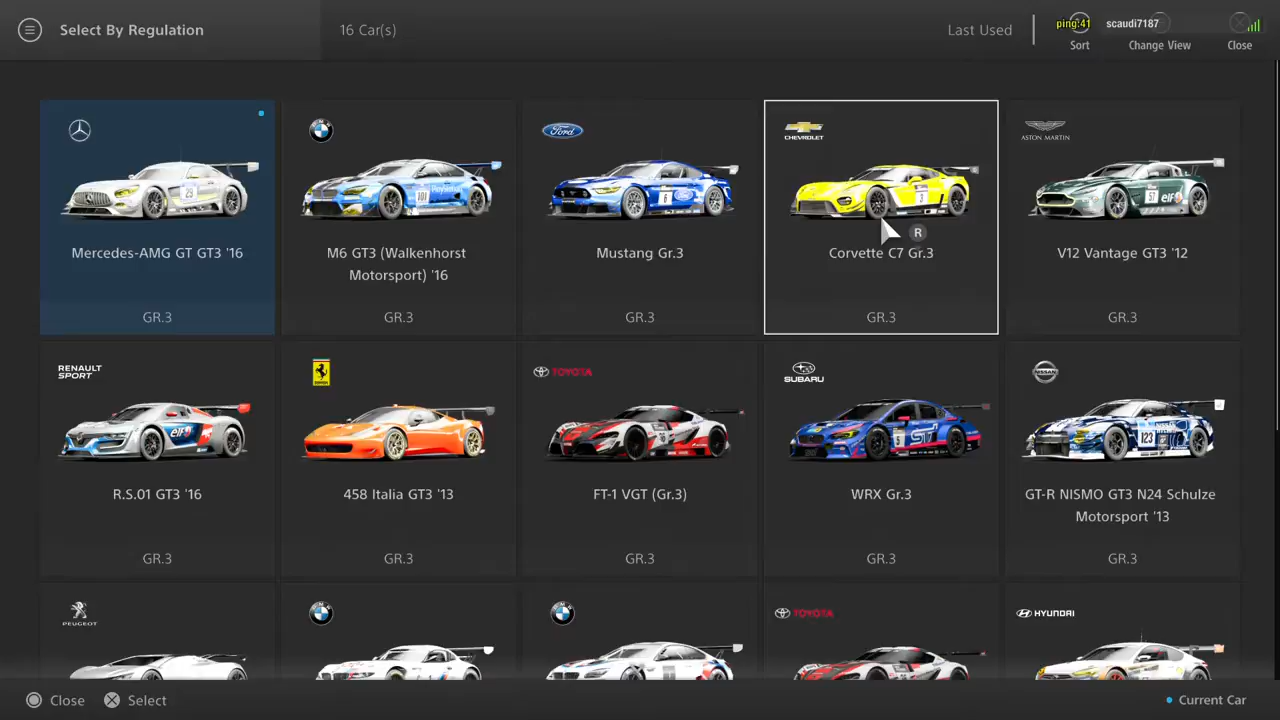 Select By Regulation
16 Car(s)
Last Used
ping:41
scaudi7187
Sort
Change View
Close
CHEVROLET
ASTON MARTIN
Ford
Mercedes-AMG GT GT3 '16
M6 GT3 (Walkenhorst
Motorsport) '16
Mustang Gr.3
R
Corvette C7 Gr.3
V12 Vantage GT3 '12
GR.3
GR.3
GR.3
GR.3
GR.3
RENAULT
SPORT
TOYOTA
SUBARU
NISSAN
elf
123
R.S.01 GT3 '16
458 Italia GT3 '13
FT-1 VGT (Gr.3)
WRX Gr.3
GT-R NISMO GT3 N24 Schulze
Motorsport '13
GR.3
GR.3
GR.3
GR.3
GR.3
PEUGEOT
TOYOTA
HYUNDAI
Close
Select
Current Car